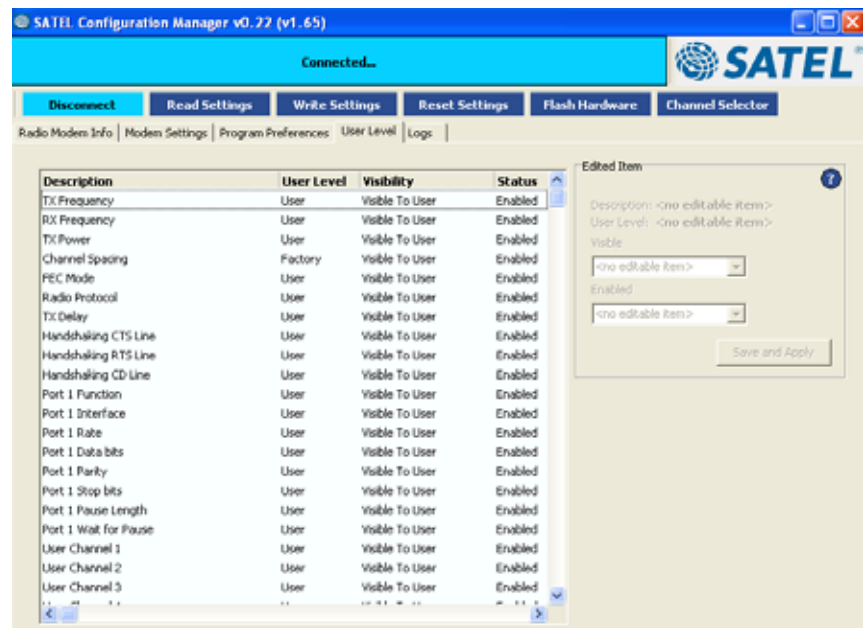 SATEL Configuration Manager v0.22 (v1.65)
Connected...
SATEL
Disconnect Read Settings Write Settings Reset Settings Flash Hardware Channel Selector
Radio Modem Info Modem Settings Program Preferences User Level Logs
Description User Level Visibility Status
TX Frequency User Visible To User Enabled
RX Frequency User Visible To User Enabled
TX Power User Visible To User Enabled
Channel Spacing Factory Visible To User Enabled
FEC Mode User Visible To User Enabled
Radio Protocol User Visible To User Enabled
TX Delay User Visible To User Enabled
Handshaking CTS Line User Visible To User Enabled
Handshaking RTS Line User Visible To User Enabled
Handshaking CD Line User Visible To User Enabled
Port 1 Function User Visible To User Enabled
Port 1 Interface User Visible To User Enabled
Port 1 Rate User Visible To User Enabled
Port 1 Data bits User Visible To User Enabled
Port 1 Parity User Visible To User Enabled
Port 1 Stop bits User Visible To User Enabled
Port 1 Pause Length User Visible To User Enabled
Port 1 Wait for Pause User Visible To User Enabled
User Channel 1 User Visible To User Enabled
User Channel 2 User Visible To User Enabled
User Channel 3 User Visible To User Enabled
Edited Item
?
Description: <no editable item>
User Level: <no editable item>
Visible
<no editable item>
Enabled
<no editable item>
Save and Apply